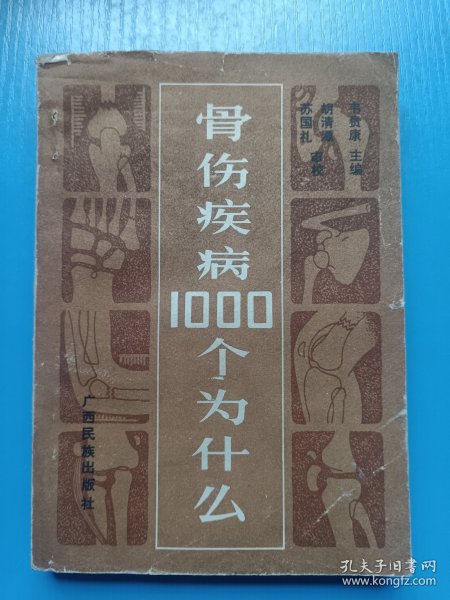 骨伤疾病1000个为什么
韦贵康 主编
胡清潭
苏国礼 审校
广西民族出版社
孔夫子旧书网
www.kongfz.com